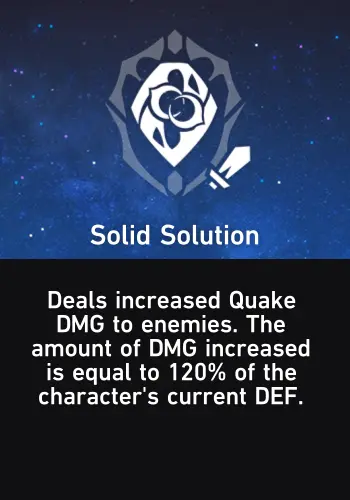 Solid Solution
Deals increased Quake
DMG to enemies. The
amount of DMG increased
is equal to 120% of the
character's current DEF.